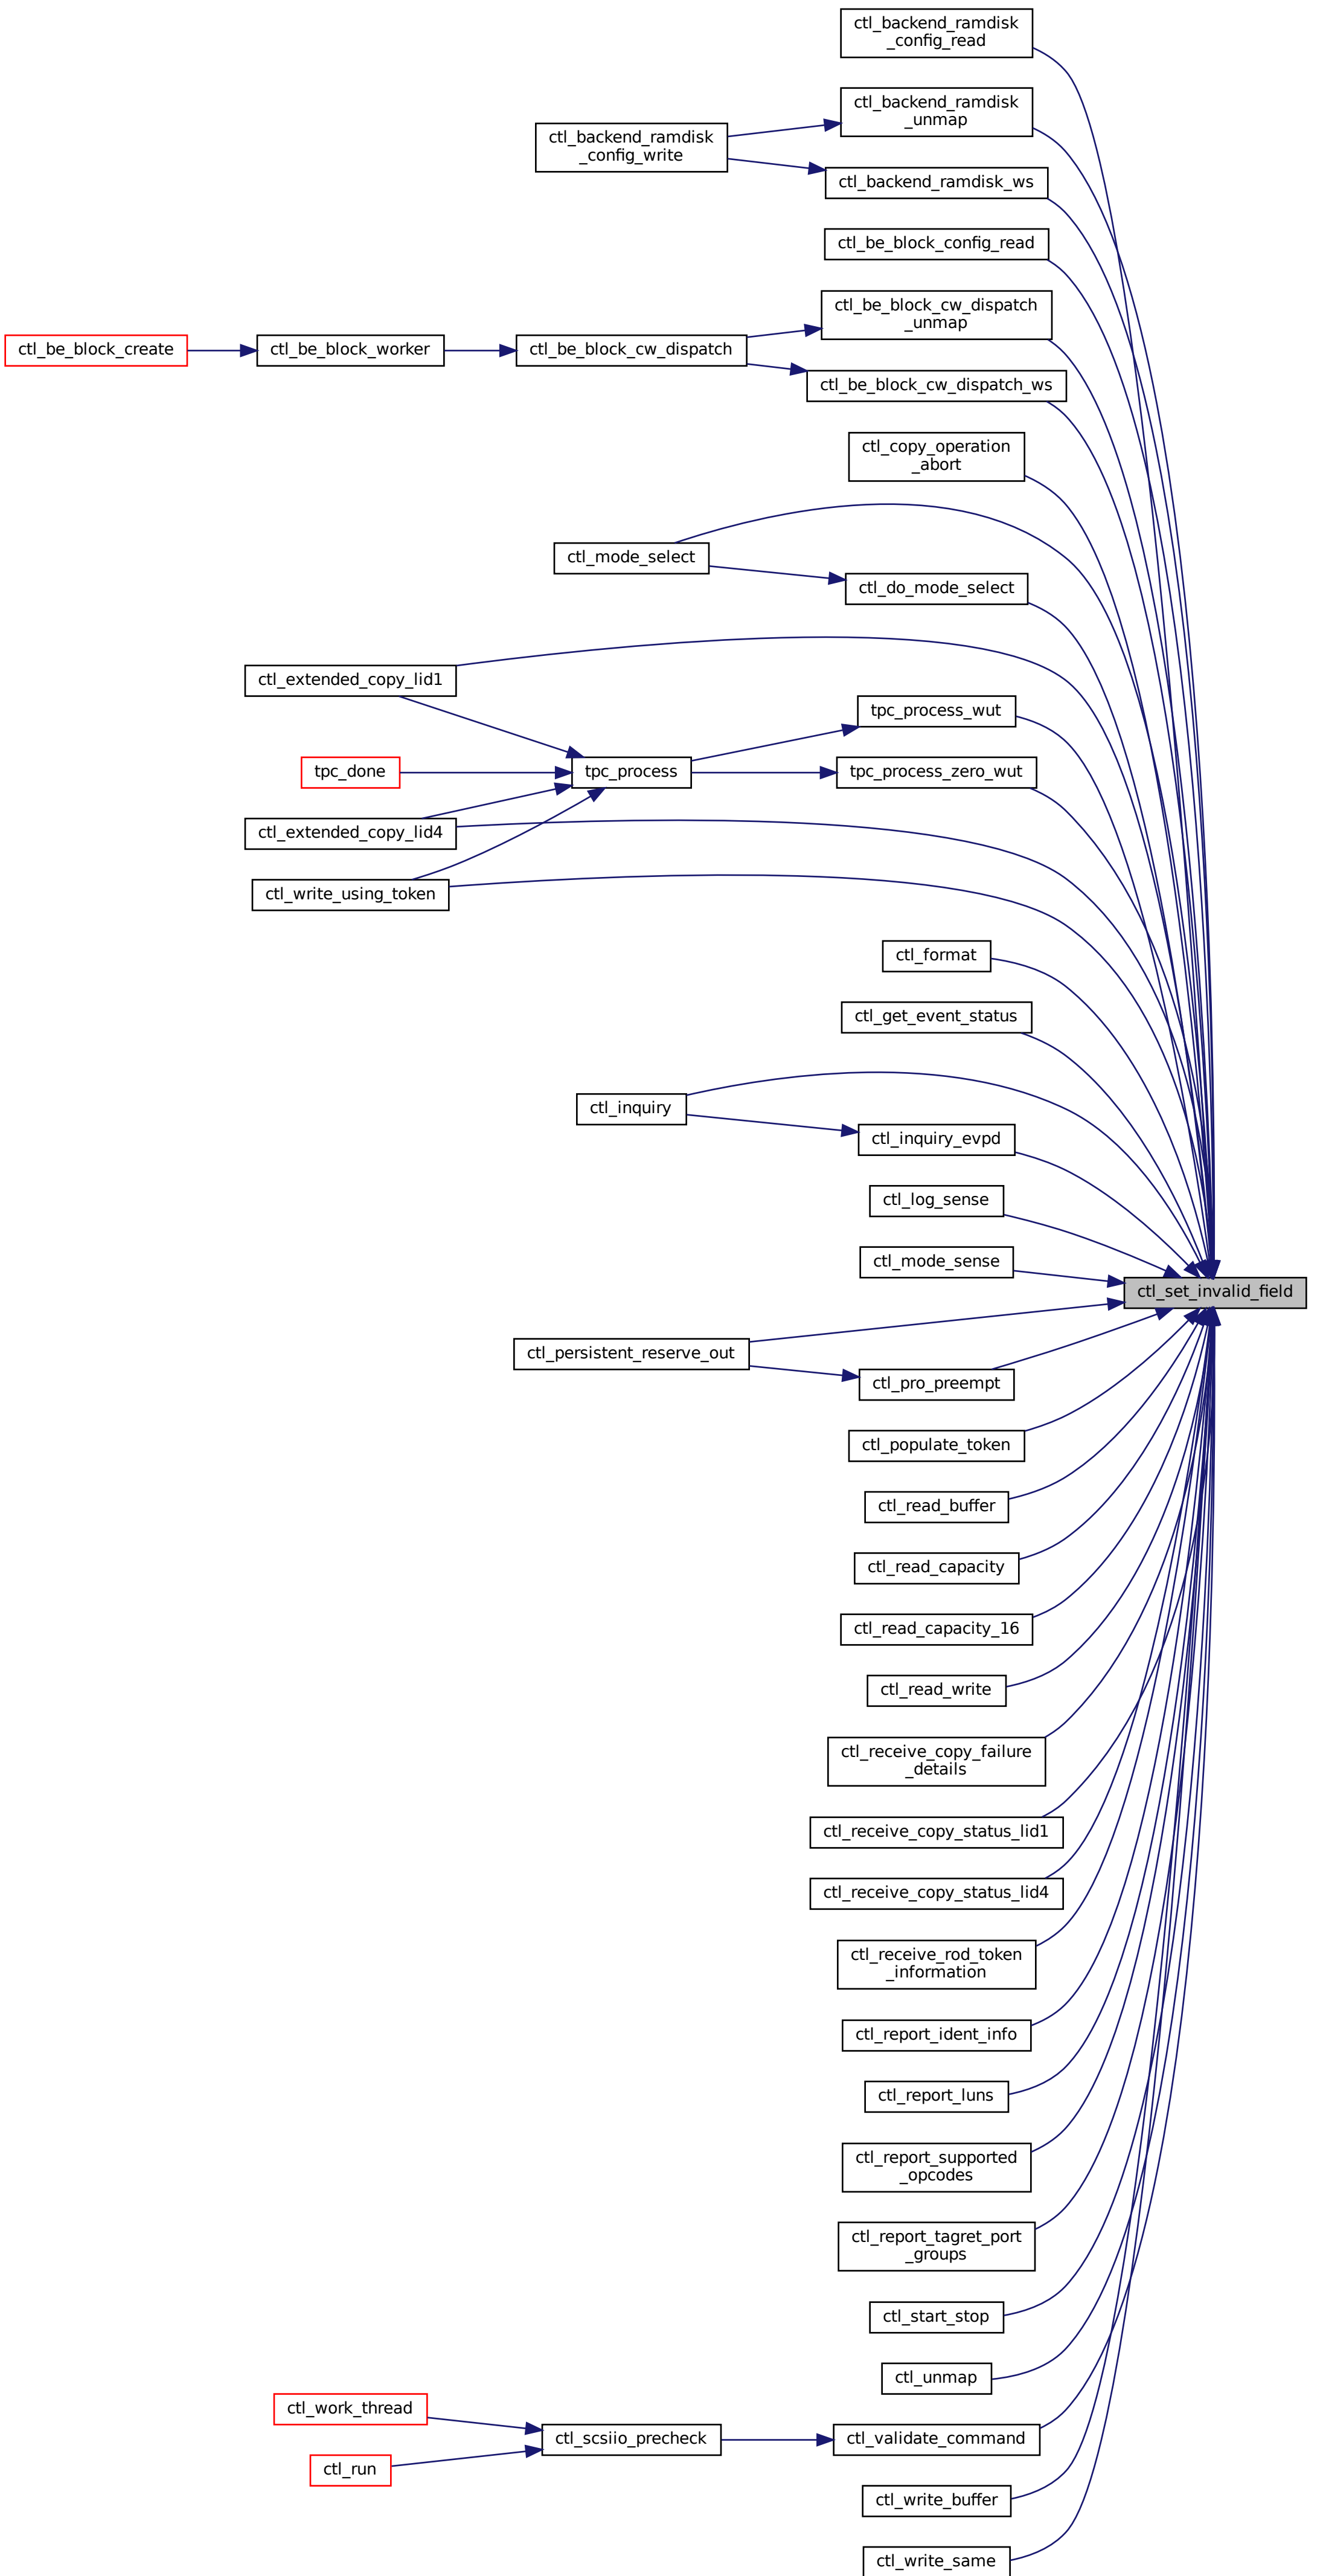 ctl_backend_ramdisk
_config_read
ctl_backend_ramdisk
_unmap
ctl_backend_ramdisk
_config_write
ctl_backend_ramdisk_ws
ctl_be_block_config_read
ctl_be_block_cw_dispatch
_unmap
ctl_be_block_create
ctl_be_block_worker
ctl_be_block_cw_dispatch
ctl_be_block_cw_dispatch_ws
ctl_copy_operation
_abort
ctl_mode_select
ctl_do_mode_select
ctl_extended_copy_lid1
tpc_process_wut
tpc_done
tpc_process
tpc_process_zero_wut
ctl_extended_copy_lid4
ctl_write_using_token
ctl_format
ctl_get_event_status
ctl_inquiry
ctl_inquiry_evpd
ctl_log_sense
ctl_mode_sense
ctl_set_invalid_field
ctl_persistent_reserve_out
ctl_pro_preempt
ctl_populate_token
ctl_read_buffer
ctl_read_capacity
ctl_read_capacity_16
ctl_read_write
ctl_receive_copy_failure
_details
ctl_receive_copy_status_lid1
ctl_receive_copy_status_lid4
ctl_receive_rod_token
_information
ctl_report_ident_info
ctl_report_luns
ctl_report_supported
_opcodes
ctl_report_tagret_port
_groups
ctl_start_stop
ctl_unmap
ctl_work_thread
ctl_scsiio_precheck
ctl_validate_command
ctl_run
ctl_write_buffer
ctl_write_same